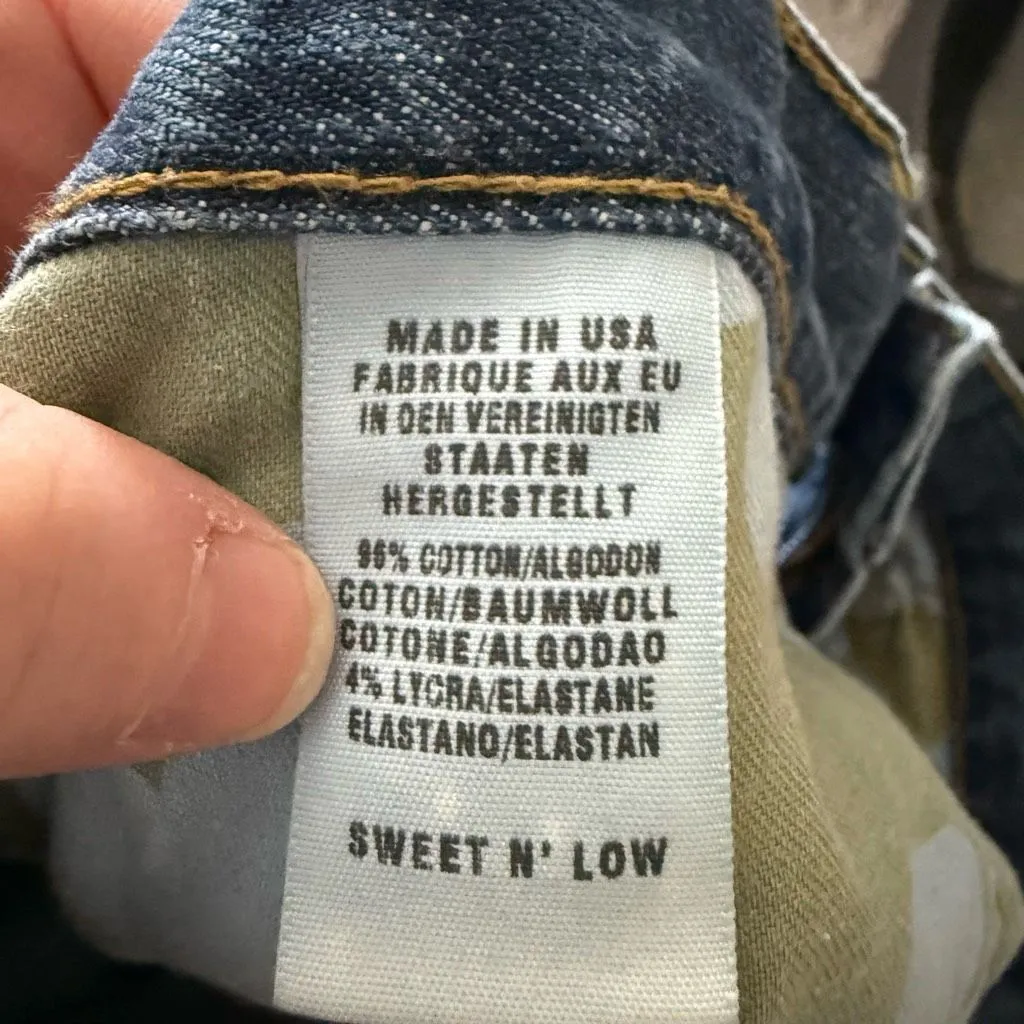 MADE IN USA
FABRIQUE AUX EU
IN DEN VEREINIGTEN
STAATEN
HERGESTELLT
96% COTTON/ALGODON
COTON/BAUMWOLL
COTONE/ALGODAO
4% LYCRA/ELASTANE
ELASTANO/ELASTAN
SWEET N' LOW